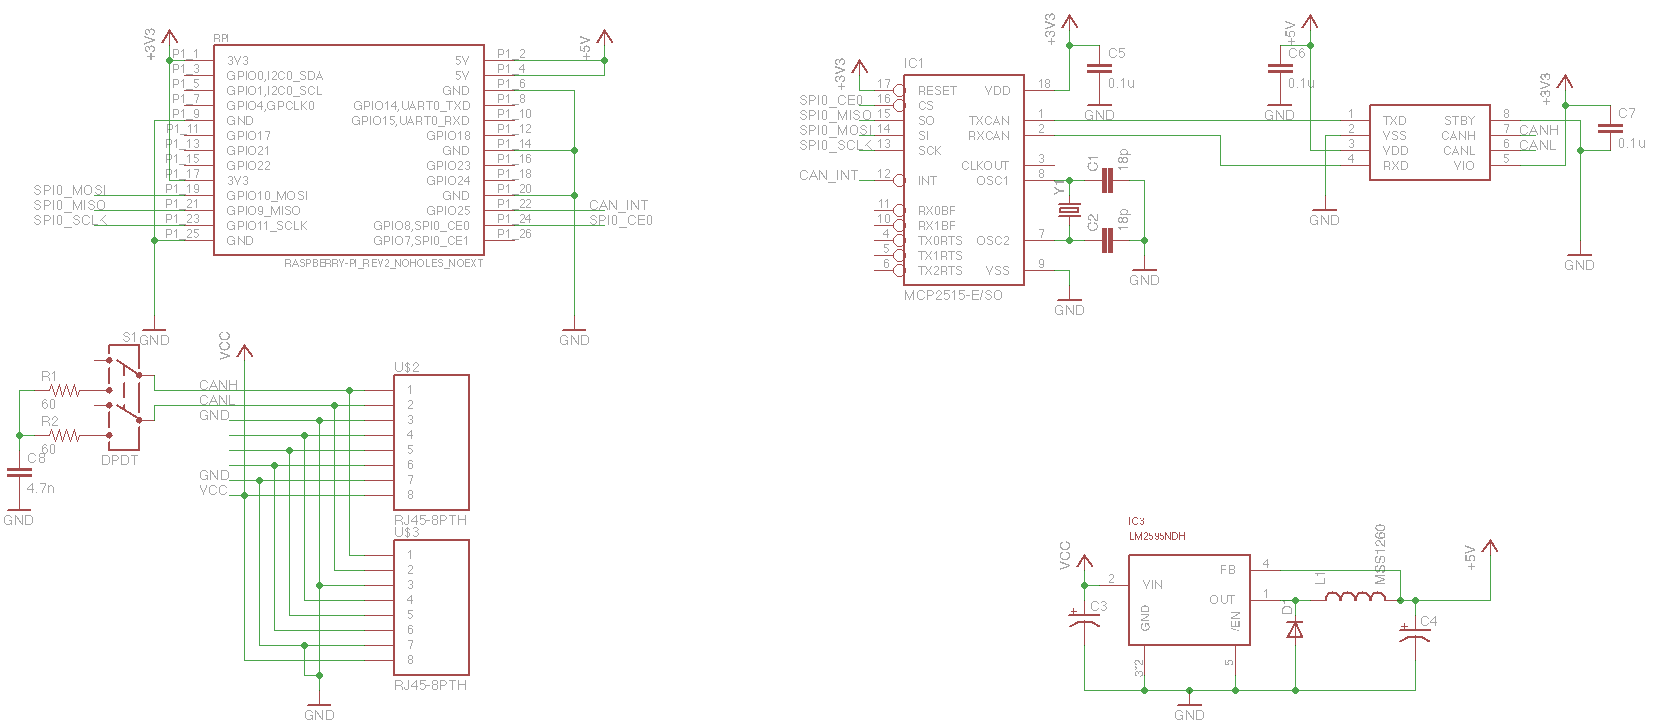 +3V3
RPI
+5V
P1_1 3V3 5V P1_2
P1_3 GPIO0,I2C0_SDA 5V P1_4
P1_5 GPIO1,I2C0_SCL GND P1_6
P1_7 GPIO4,GPCLK0 GPIO14,UART0_TXD P1_8
P1_9 GND GPIO15,UART0_RXD P1_10
P1_11 GPIO17 GPIO18 P1_12
P1_13 GPIO21 GND P1_14
P1_15 GPIO22 GPIO23 P1_16
P1_17 3V3 GPIO24 P1_18
SPI0_MOSI P1_19 GPIO10_MOSI GND P1_20
SPI0_MISO P1_21 GPIO9_MISO GPIO25 P1_22 CAN_INT
SPI0_SCLK P1_23 GPIO11_SCLK GPIO8,SPI0_CE0 P1_24 SPI0_CE0
P1_25 GND GPIO7,SPI0_CE1 P1_26
RASPBERRY-PI_REV2_NOHOLES_NOEXT
GND
GND
+3V3
C5
0.1u
GND
+3V3
IC1
17 RESET VDD 18
SPI0_CE0 16 CS
SPI0_MISO 15 SO TXCAN 1
SPI0_MOSI 14 SI RXCAN 2
SPI0_SCLK 13 SCK
CLKOUT 3
CAN_INT 12 INT OSC1 8
11 RX0BF
10 RX1BF
4 TX0RTS OSC2 7
5 TX1RTS
6 TX2RTS VSS 9
MCP2515-E/SO
C1
18p
Y1
C2
18p
GND
GND
+5V
C6
0.1u
GND
+3V3
C7
0.1u
1 TXD STBY 8
2 VSS CANH 7 CANH
3 VDD CANL 6 CANL
4 RXD VIO 5
GND
GND
S1
R1
60
R2
60
C8
4.7n
DPDT
GND
VCC
U$2
CANH 1
CANL 2
GND 3
4
5
6
GND 7
VCC 8
RJ45-8PTH
U$3
1
2
3
4
5
6
7
8
RJ45-8PTH
GND
IC3
LM2595NDH
VCC
C3
2 VIN FB 4
OUT 1
GND
/EN
3*2
5
D1
L1
MSS1260
+5V
C4
GND